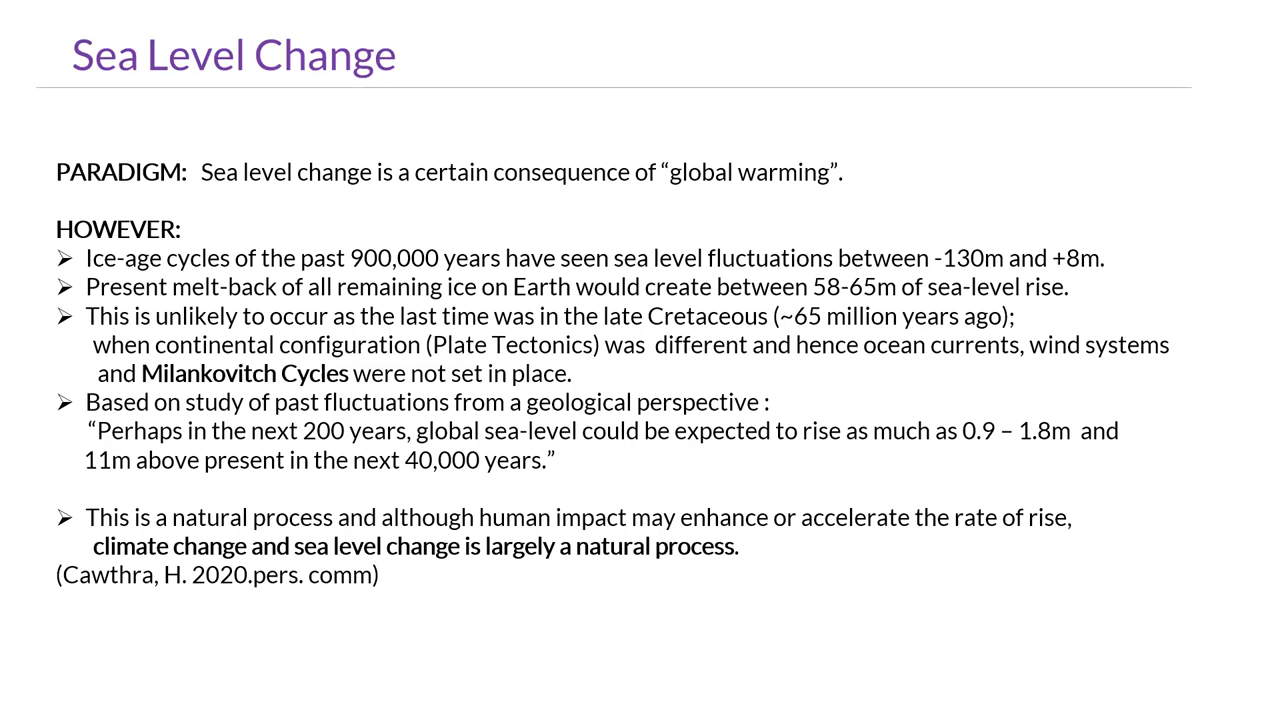 Sea Level Change
PARADIGM: Sea level change is a certain consequence of “global warming”.
HOWEVER:
➢ Ice-age cycles of the past 900,000 years have seen sea level fluctuations between -130m and +8m.
➢ Present melt-back of all remaining ice on Earth would create between 58-65m of sea-level rise.
➢ This is unlikely to occur as the last time was in the late Cretaceous (~65 million years ago);
when continental configuration (Plate Tectonics) was different and hence ocean currents, wind systems
and Milankovitch Cycles were not set in place.
➢ Based on study of past fluctuations from a geological perspective :
“Perhaps in the next 200 years, global sea-level could be expected to rise as much as 0.9 – 1.8m and
11m above present in the next 40,000 years.”
➢ This is a natural process and although human impact may enhance or accelerate the rate of rise,
climate change and sea level change is largely a natural process.
(Cawthra, H. 2020.pers. comm)